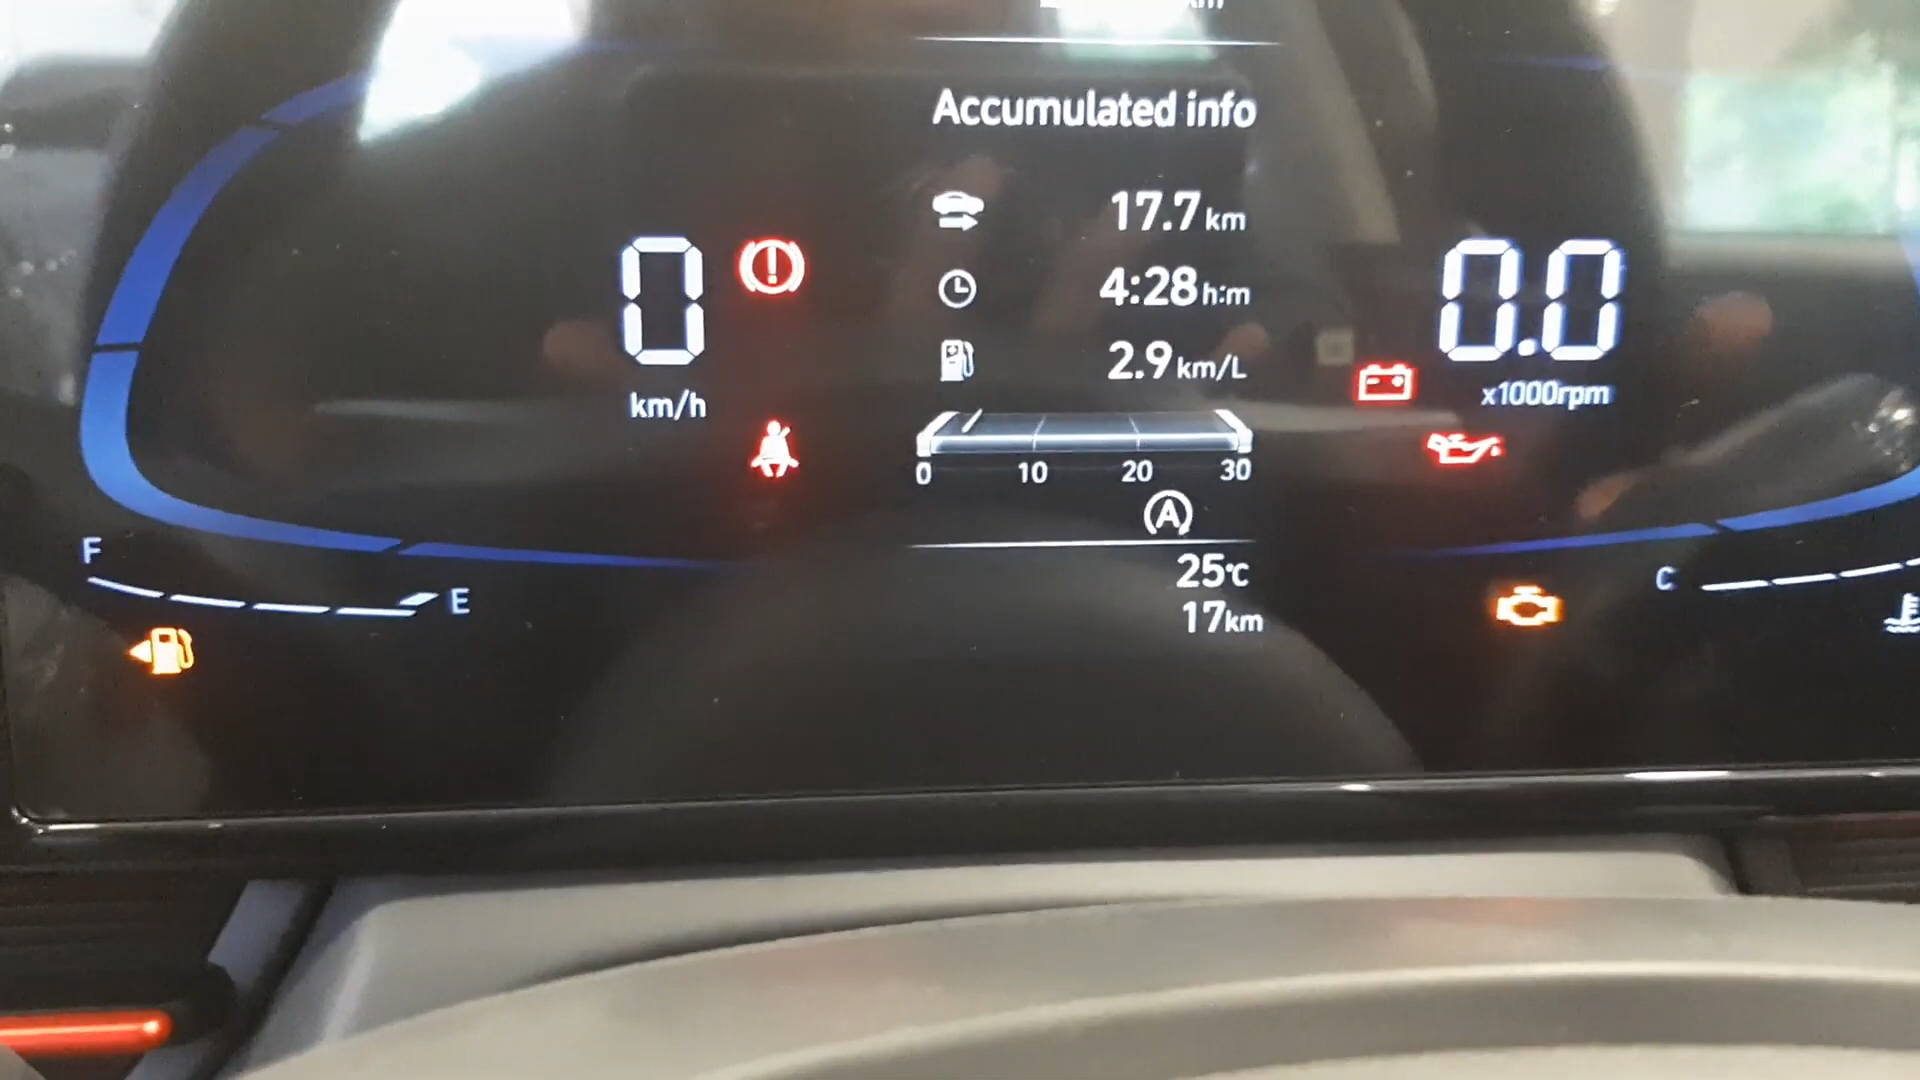 km
Accumulated info
17.7 km
4:28 h:m
2.9 km/L
0 10 20 30
A
25°C
17km
0
km/h
0.0
x1000rpm
F
E
C